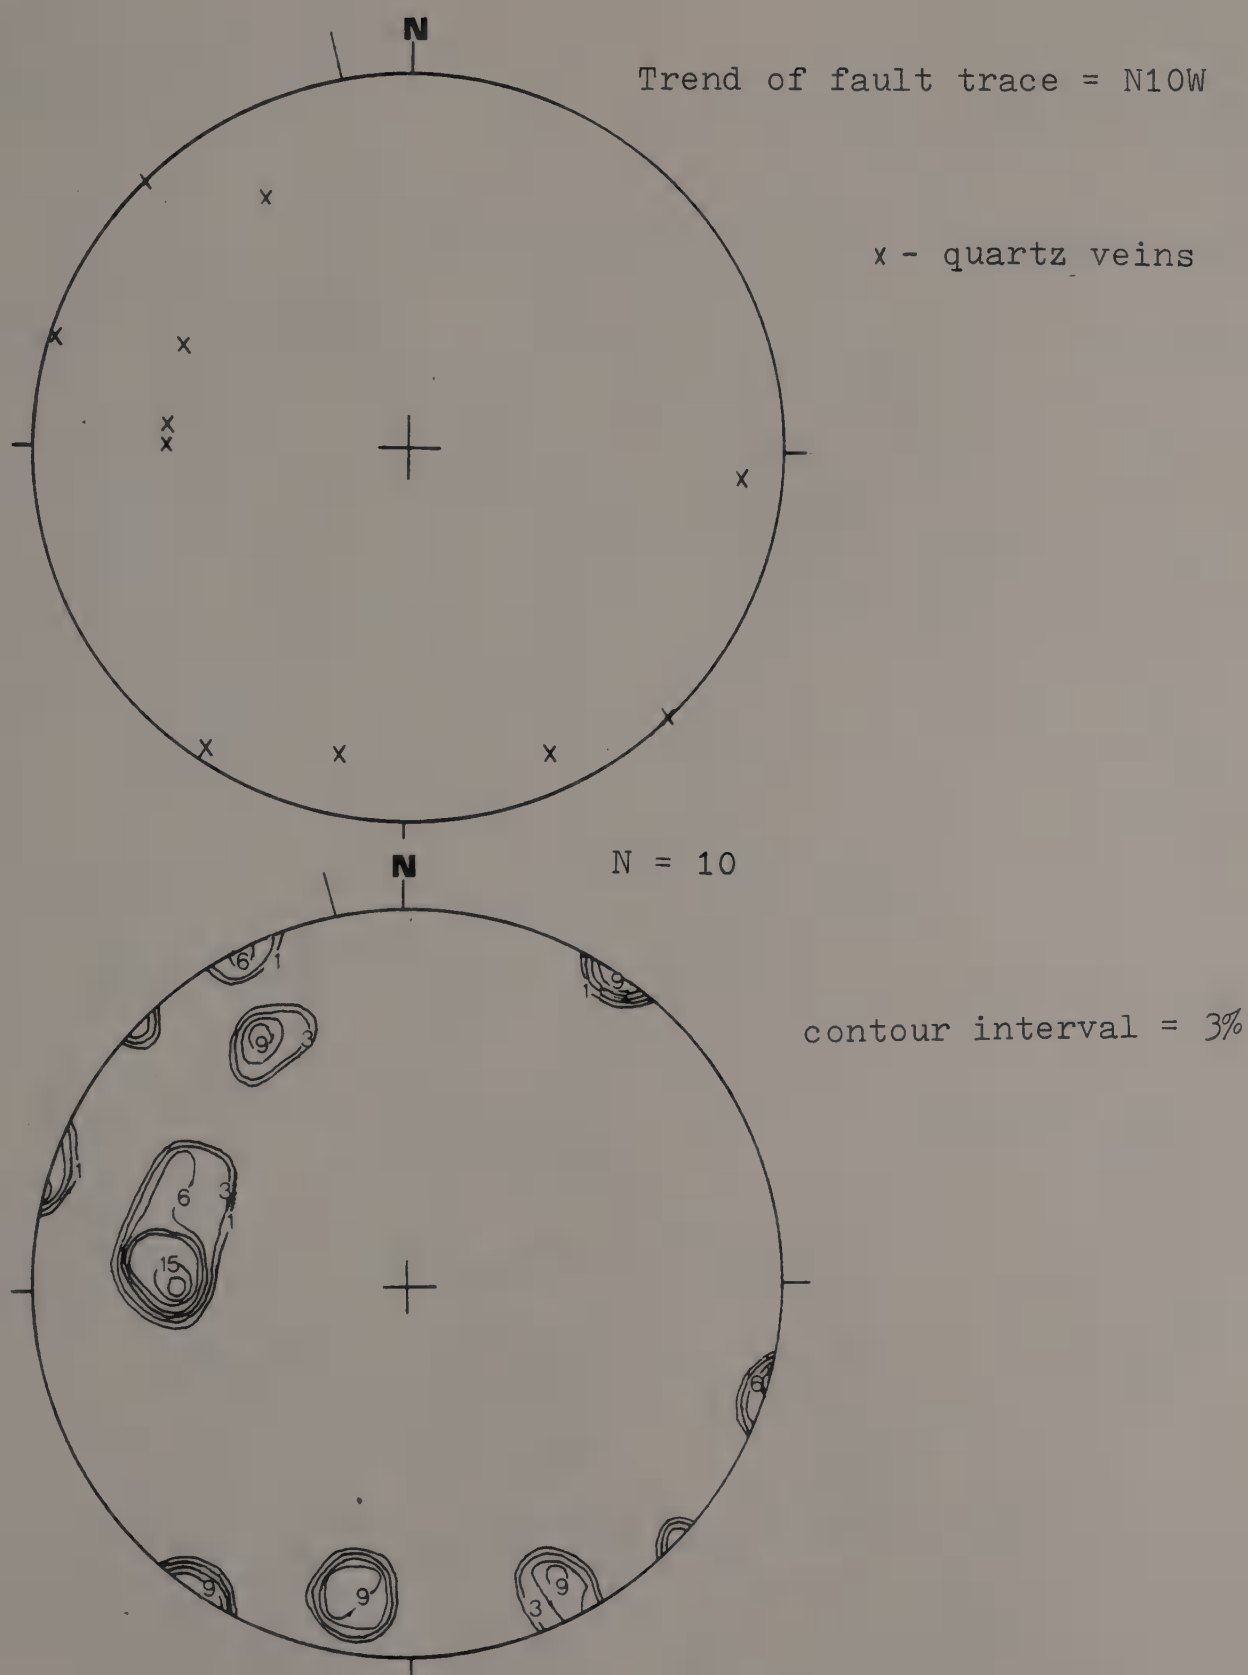 N
Trend of fault trace = N10W
x - quartz veins
N = 10
N
6
1
9
1
contour interval = 3%
9
3
1
6
3
1
15
6
9
9
9
3